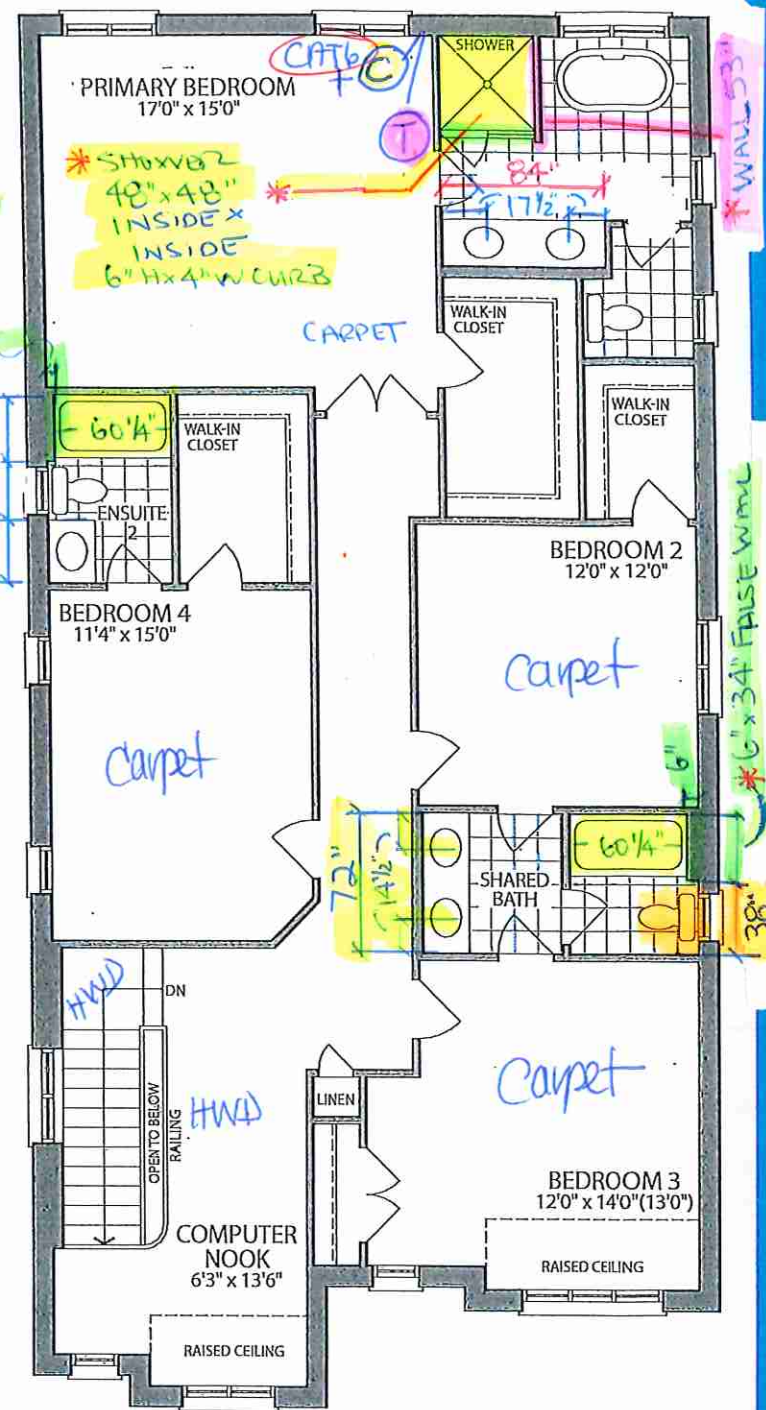 CAT6
+ C
SHOWER
PRIMARY BEDROOM
17'0" x 15'0"
T
* WALL 53"
* SHOWER
48" x 48"
INSIDE x
INSIDE
6" H x 4" W CURB
*
84"
17½"
CARPET
WALK-IN
CLOSET
60¼"
WALK-IN
CLOSET
WALK-IN
CLOSET
ENSUITE
2
BEDROOM 2
12'0" x 12'0"
BEDROOM 4
11'4" x 15'0"
Carpet
Carpet
* 6" x 34" FALSE WALL
6"
72"
14½"
60¼"
SHARED
BATH
38"
HWD
DN
OPEN TO BELOW
RAILING
HWD
LINEN
Carpet
BEDROOM 3
12'0" x 14'0"(13'0")
COMPUTER
NOOK
6'3" x 13'6"
RAISED CEILING
RAISED CEILING